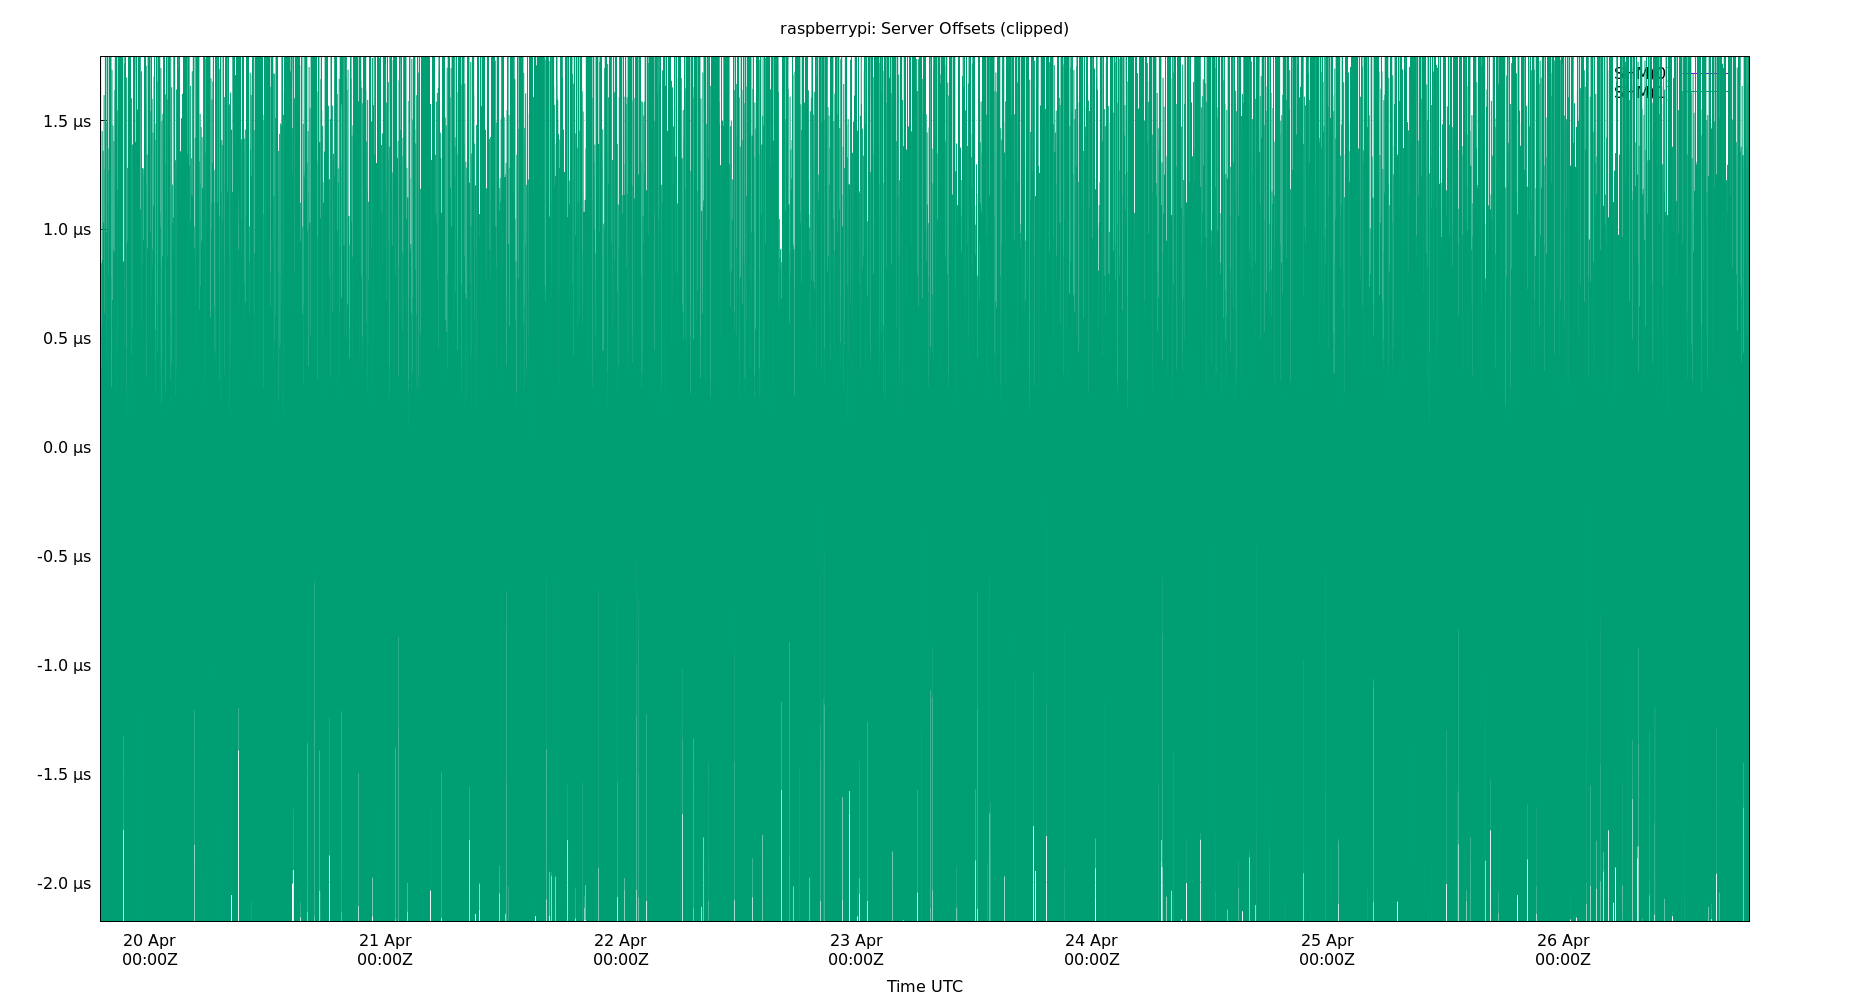 raspberrypi: Server Offsets (clipped)
1.5 µs
1.0 µs
0.5 µs
0.0 µs
-0.5 µs
-1.0 µs
-1.5 µs
-2.0 µs
20 Apr 21 Apr 22 Apr 23 Apr 24 Apr 25 Apr 26 Apr
00:00Z 00:00Z 00:00Z 00:00Z 00:00Z 00:00Z 00:00Z
Time UTC